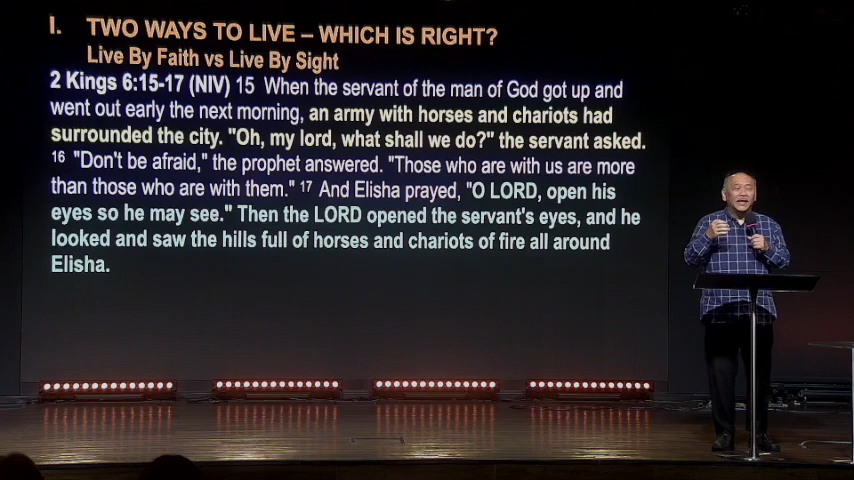 I. TWO WAYS TO LIVE – WHICH IS RIGHT?
Live By Faith vs Live By Sight
2 Kings 6:15-17 (NIV) 15 When the servant of the man of God got up and
went out early the next morning, an army with horses and chariots had
surrounded the city. "Oh, my lord, what shall we do?" the servant asked.
16 "Don't be afraid," the prophet answered. "Those who are with us are more
than those who are with them." 17 And Elisha prayed, "O LORD, open his
eyes so he may see." Then the LORD opened the servant's eyes, and he
looked and saw the hills full of horses and chariots of fire all around
Elisha.